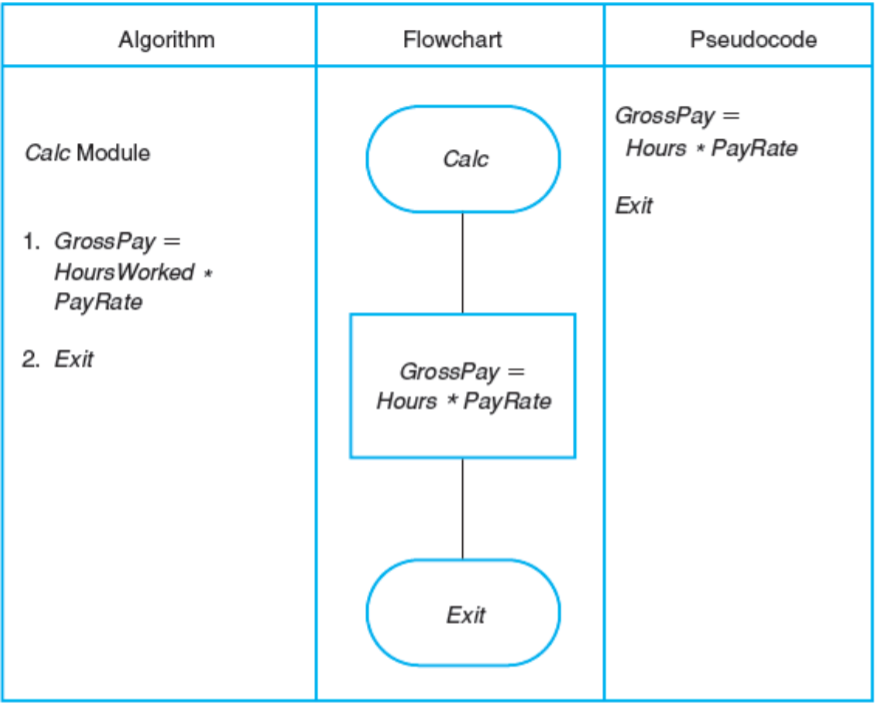 Algorithm
Flowchart
Pseudocode
Calc Module
1. GrossPay =
HoursWorked *
PayRate
2. Exit
Calc
GrossPay =
Hours * PayRate
Exit
GrossPay =
Hours * PayRate
Exit